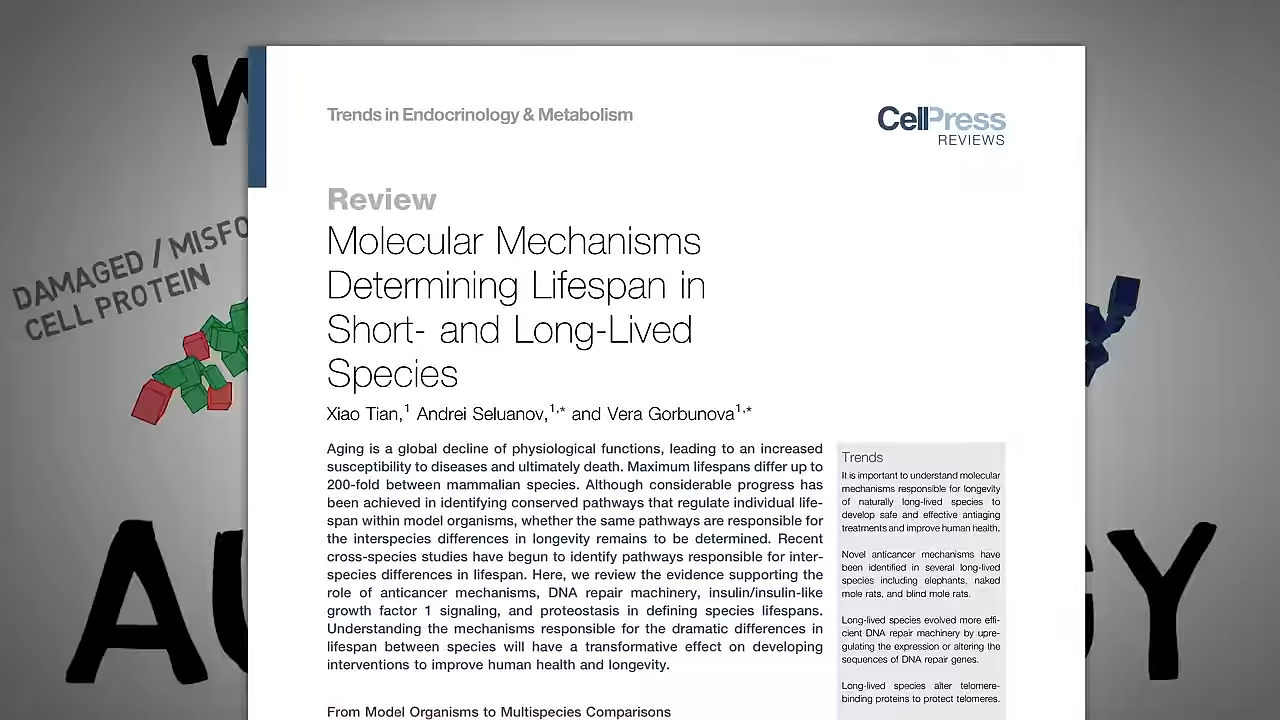 W
DAMAGED / MISFO
CELL PROTEIN
AU
GY
Trends in Endocrinology & Metabolism
CellPress
REVIEWS
Review
Molecular Mechanisms
Determining Lifespan in
Short- and Long-Lived
Species
Xiao Tian,1 Andrei Seluanov,1,* and Vera Gorbunova1,*
Aging is a global decline of physiological functions, leading to an increased
susceptibility to diseases and ultimately death. Maximum lifespans differ up to
200-fold between mammalian species. Although considerable progress has
been achieved in identifying conserved pathways that regulate individual life-
span within model organisms, whether the same pathways are responsible for
the interspecies differences in longevity remains to be determined. Recent
cross-species studies have begun to identify pathways responsible for inter-
species differences in lifespan. Here, we review the evidence supporting the
role of anticancer mechanisms, DNA repair machinery, insulin/insulin-like
growth factor 1 signaling, and proteostasis in defining species lifespans.
Understanding the mechanisms responsible for the dramatic differences in
lifespan between species will have a transformative effect on developing
interventions to improve human health and longevity.
From Model Organisms to Multispecies Comparisons
Trends
It is important to understand molecular
mechanisms responsible for longevity
of naturally long-lived species to
develop safe and effective antiaging
treatments and improve human health.
Novel anticancer mechanisms have
been identified in several long-lived
species including elephants, naked
mole rats, and blind mole rats.
Long-lived species evolved more effi-
cient DNA repair machinery by upre-
gulating the expression or altering the
sequences of DNA repair genes.
Long-lived species alter telomere-
binding proteins to protect telomeres.